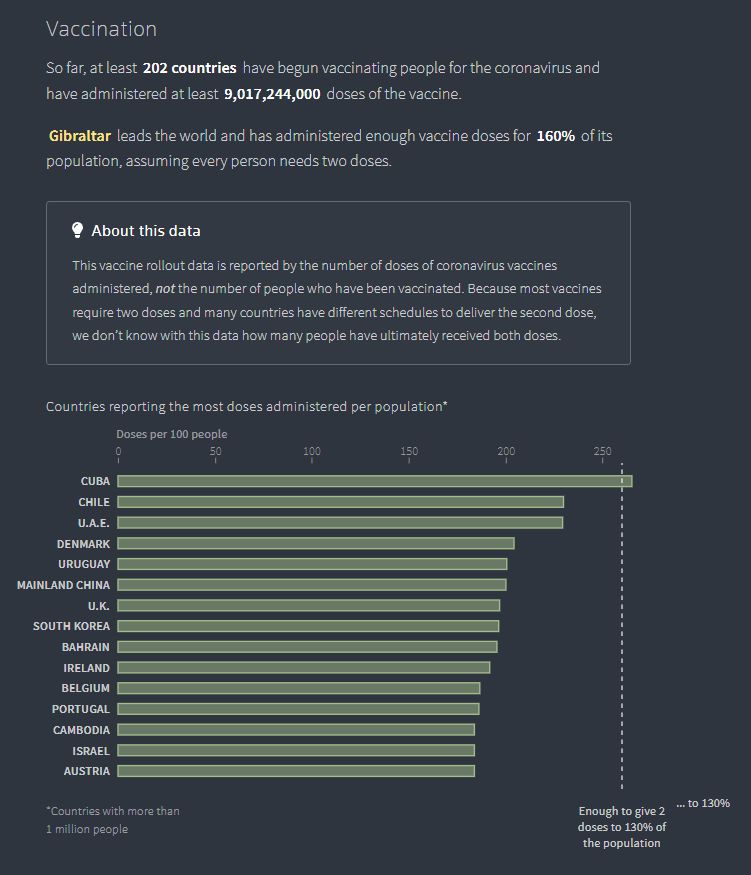 Vaccination
So far, at least 202 countries have begun vaccinating people for the coronavirus and
have administered at least 9,017,244,000 doses of the vaccine.
Gibraltar leads the world and has administered enough vaccine doses for 160% of its
population, assuming every person needs two doses.
About this data
This vaccine rollout data is reported by the number of doses of coronavirus vaccines
administered, not the number of people who have been vaccinated. Because most vaccines
require two doses and many countries have different schedules to deliver the second dose,
we don’t know with this data how many people have ultimately received both doses.
Countries reporting the most doses administered per population*
Doses per 100 people
0 50 100 150 200 250
CUBA
CHILE
U.A.E.
DENMARK
URUGUAY
MAINLAND CHINA
U.K.
SOUTH KOREA
BAHRAIN
IRELAND
BELGIUM
PORTUGAL
CAMBODIA
ISRAEL
AUSTRIA
*Countries with more than
1 million people
Enough to give 2
doses to 130% of
the population
... to 130%